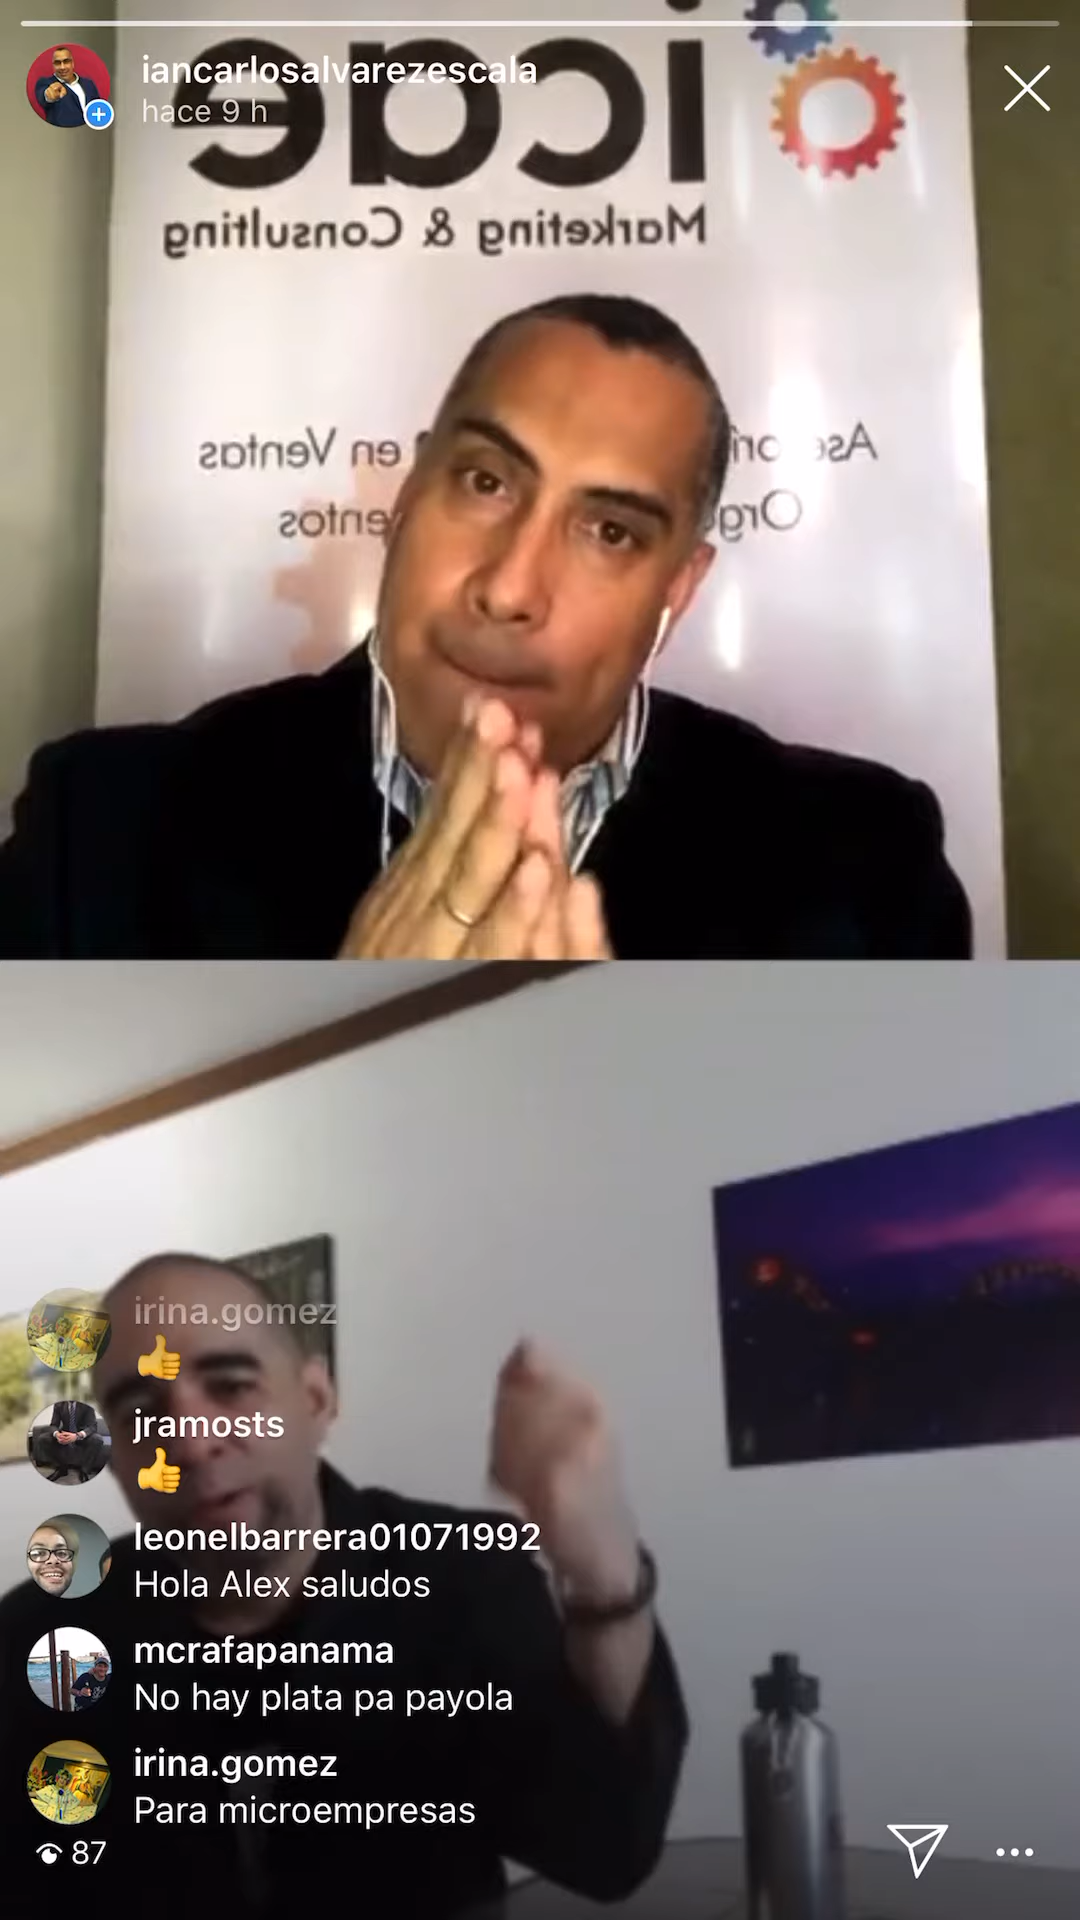 iancarlosalvarezescala
hace 9 h
icae
Marketing & Consulting
en Ventas
irina.gomez
👍
jramosts
👍
leonelbarrera01071992
Hola Alex saludos
mcrafapanama
No hay plata pa payola
irina.gomez
Para microempresas
87